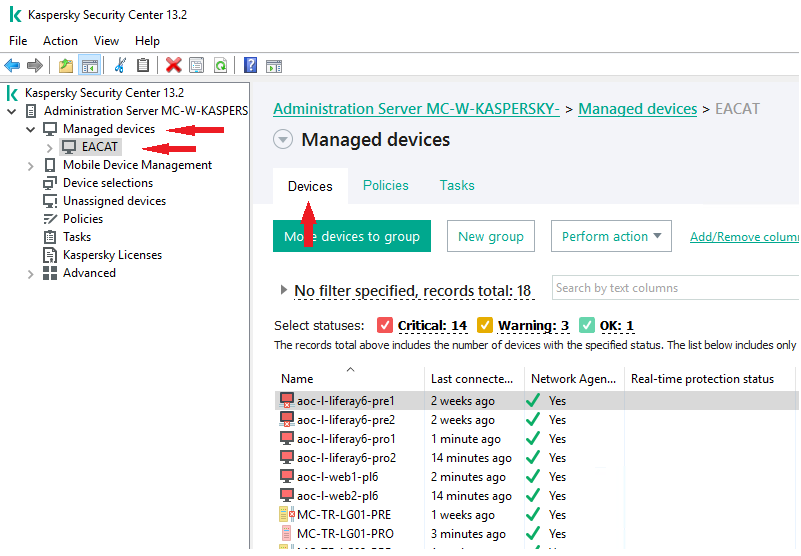 Kaspersky Security Center 13.2
File Action View Help
Kaspersky Security Center 13.2
Administration Server MC-W-KASPERS
Managed devices
EACAT
Mobile Device Management
Device selections
Unassigned devices
Policies
Tasks
Kaspersky Licenses
Advanced
Administration Server MC-W-KASPERSKY- > Managed devices > EACAT
Managed devices
Devices Policies Tasks
devices to group New group Perform action Add/Remove colum
No filter specified, records total: 18 Search by text columns
Select statuses: Critical: 14 Warning: 3 OK: 1
The records total above includes the number of devices with the specified status. The list below includes only
Name Last connecte... Network Agen... Real-time protection status
aoc-l-liferay6-pre1 2 weeks ago Yes
aoc-l-liferay6-pre2 2 weeks ago Yes
aoc-l-liferay6-pro1 1 minute ago Yes
aoc-l-liferay6-pro2 14 minutes ago Yes
aoc-l-web1-pl6 2 minutes ago Yes
aoc-l-web2-pl6 14 minutes ago Yes
MC-TR-LG01-PRE 1 weeks ago Yes
MC-TR-LG01-PRO 3 minutes ago Yes